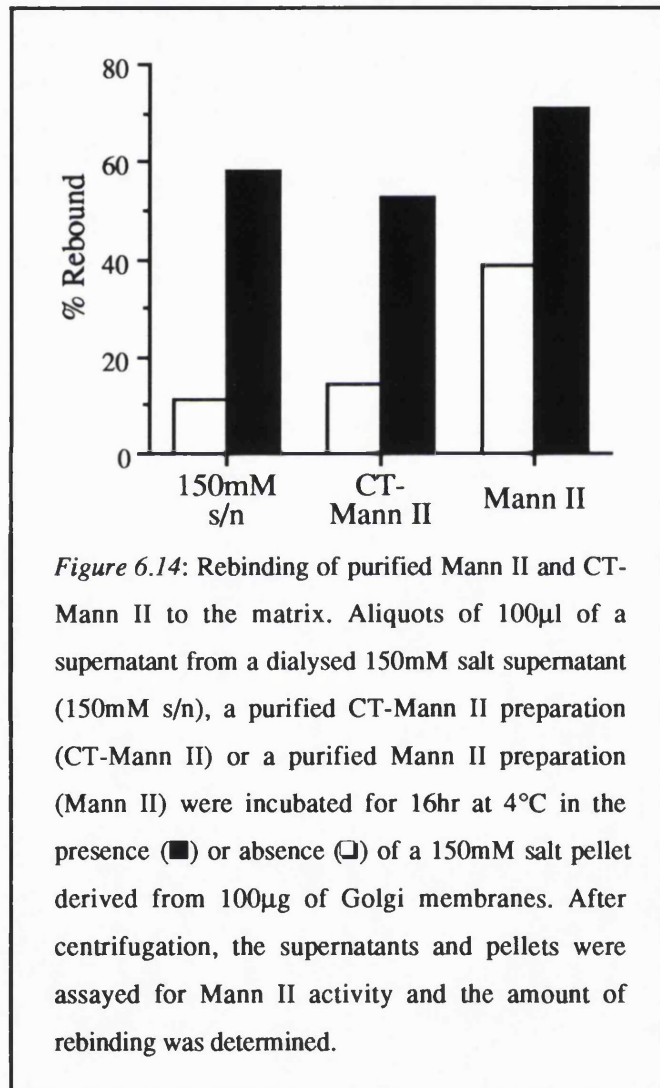 80
60
40
20
0
% Rebound
150mM
s/n
CT-
Mann II
Mann II
Figure 6.14: Rebinding of purified Mann II and CT-
Mann II to the matrix. Aliquots of 100µl of a
supernatant from a dialysed 150mM salt supernatant
(150mM s/n), a purified CT-Mann II preparation
(CT-Mann II) or a purified Mann II preparation
(Mann II) were incubated for 16hr at 4°C in the
presence (■) or absence (❑) of a 150mM salt pellet
derived from 100µg of Golgi membranes. After
centrifugation, the supernatants and pellets were
assayed for Mann II activity and the amount of
rebinding was determined.